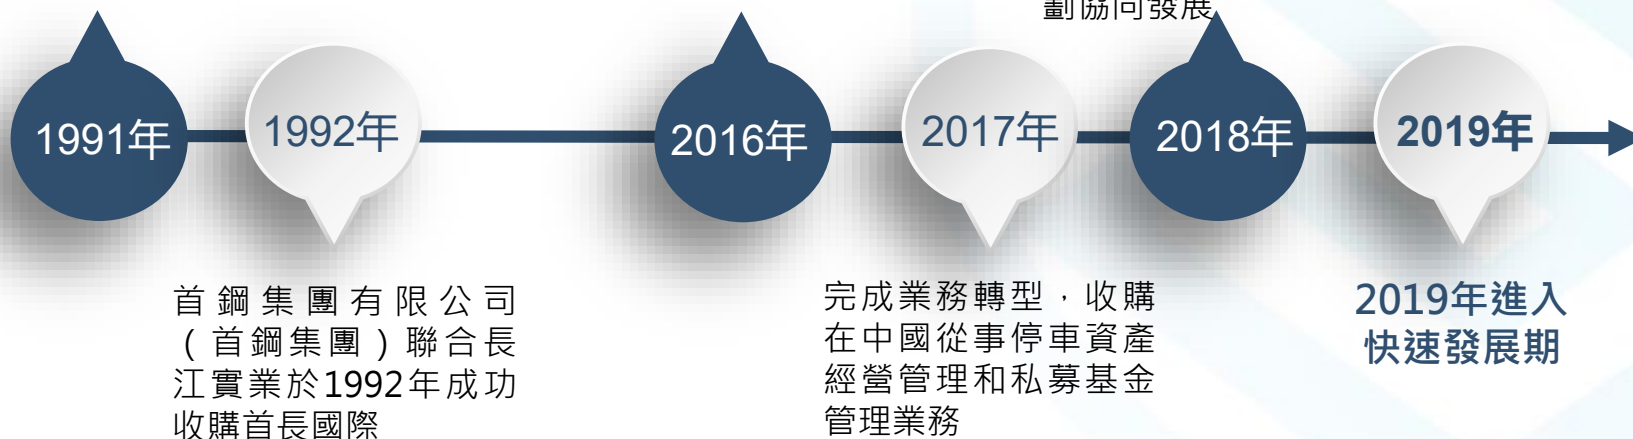 劃協同發展
1991年
1992年
2016年
2017年
2018年
2019年
首鋼集團有限公司
（首鋼集團）聯合長
江實業於1992年成功
收購首長國際
完成業務轉型，收購
在中國從事停車資產
經營管理和私募基金
管理業務
2019年進入
快速發展期